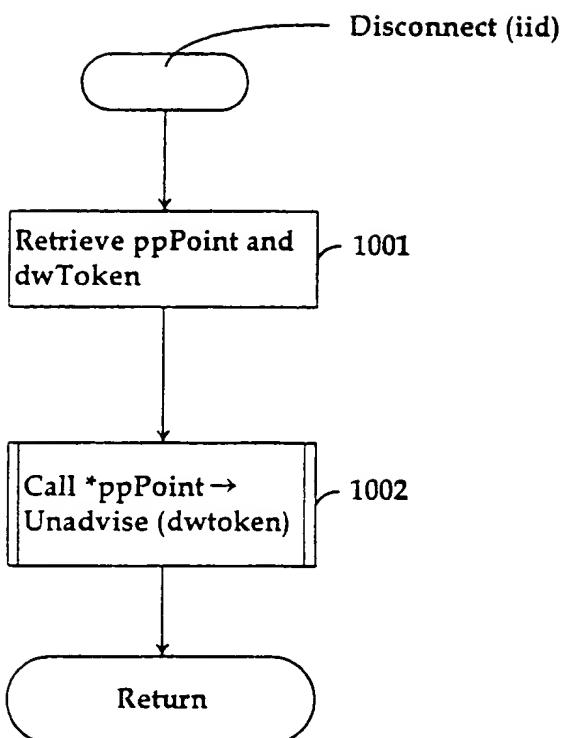 Disconnect (iid)
Retrieve ppPoint and
dwToken
1001
Call *ppPoint→
Unadvise (dwtoken)
1002
Return